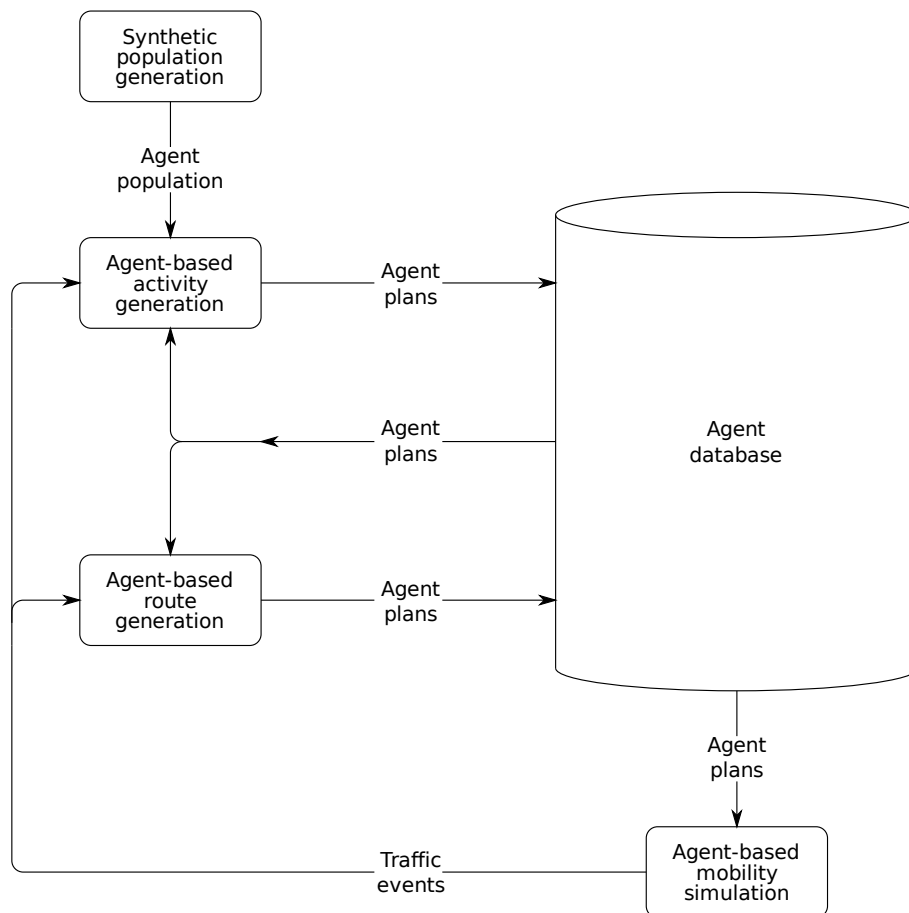 Synthetic
population
generation
Agent
population
Agent-based
activity
generation
Agent
plans
Agent
plans
Agent
database
Agent-based
route
generation
Agent
plans
Agent
plans
Traffic
events
Agent-based
mobility
simulation